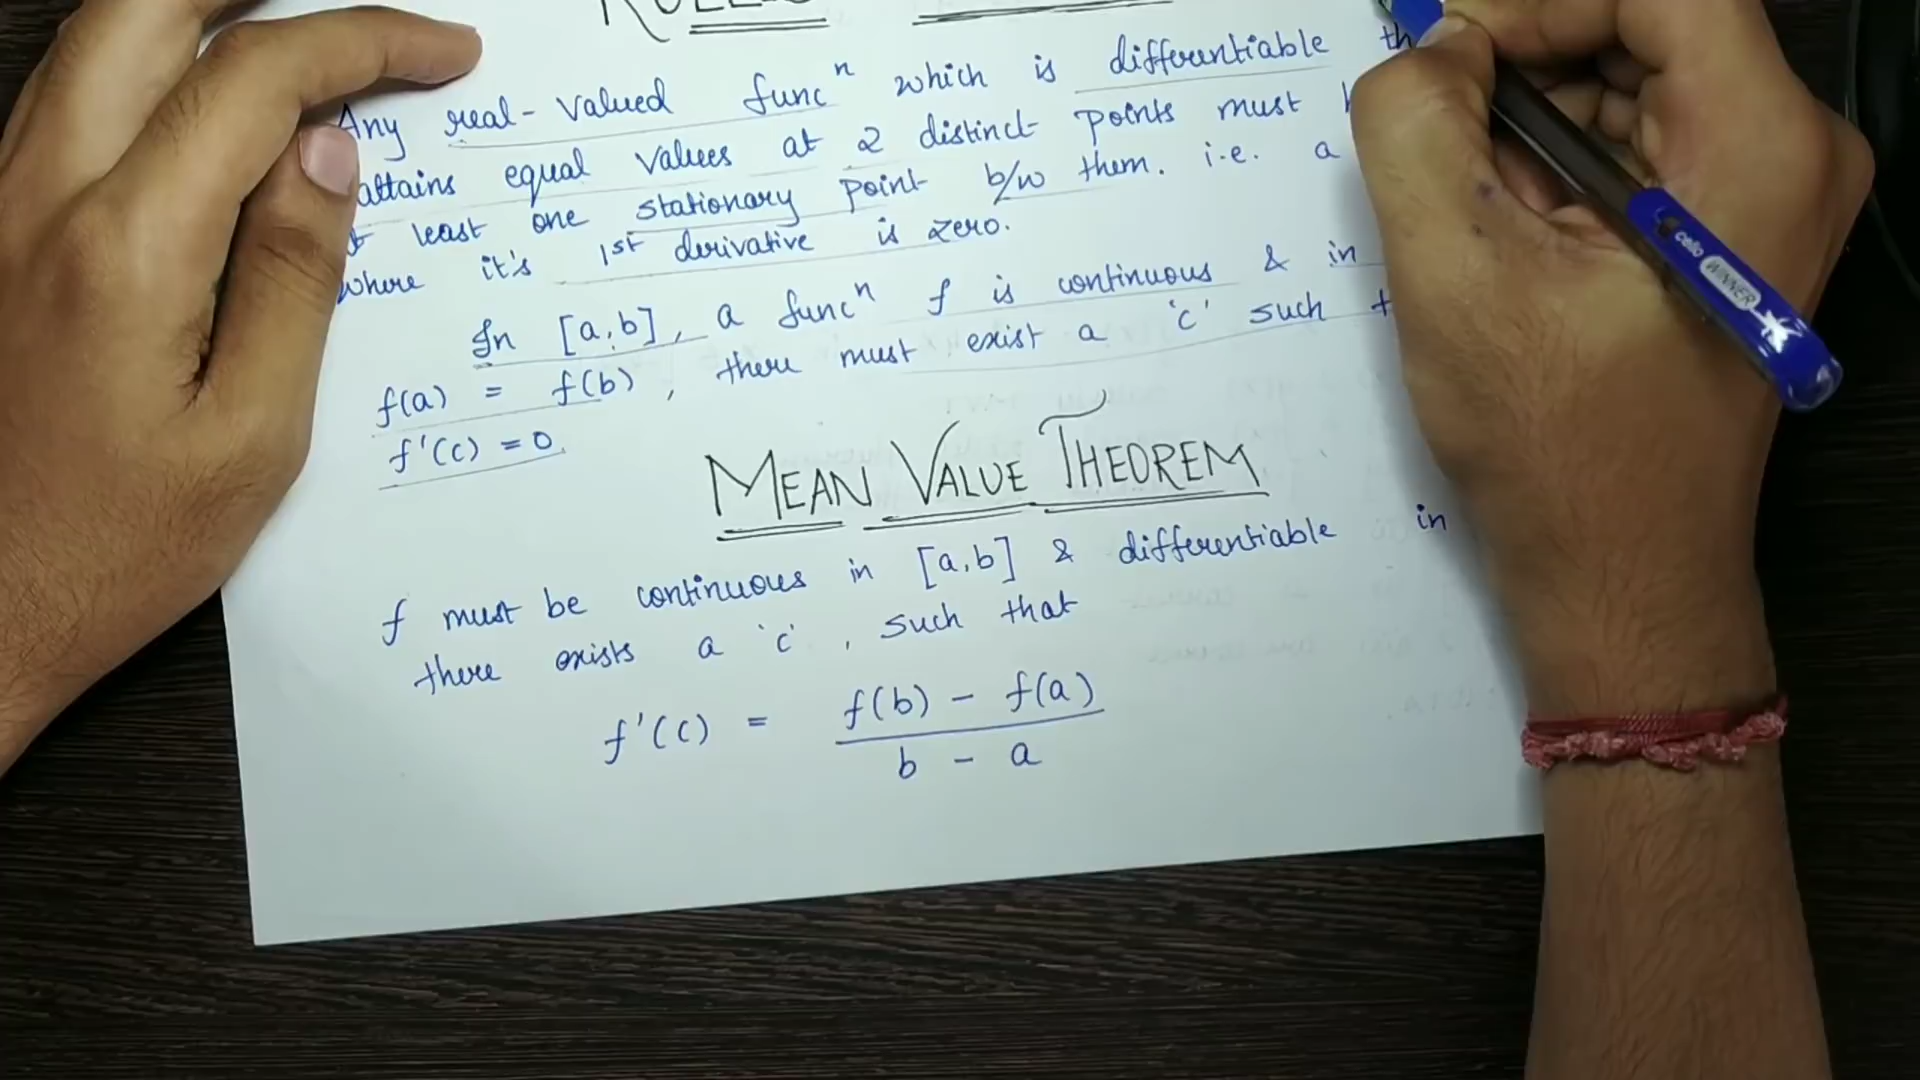 Any real-valued funcⁿ which is differentiable
attains equal values at 2 distinct points must
least one stationary point b/w them. i.e. a
where it's 1st derivative is zero.
In [a,b], a funcⁿ f is continuous & in
f(a) = f(b), there must exist a 'c' such
f'(c) = 0.
MEAN VALUE THEOREM
f must be continuous in [a,b] & differentiable in
there exists a 'c', such that
f'(c) = f(b) - f(a)
b - a
cello WINNER